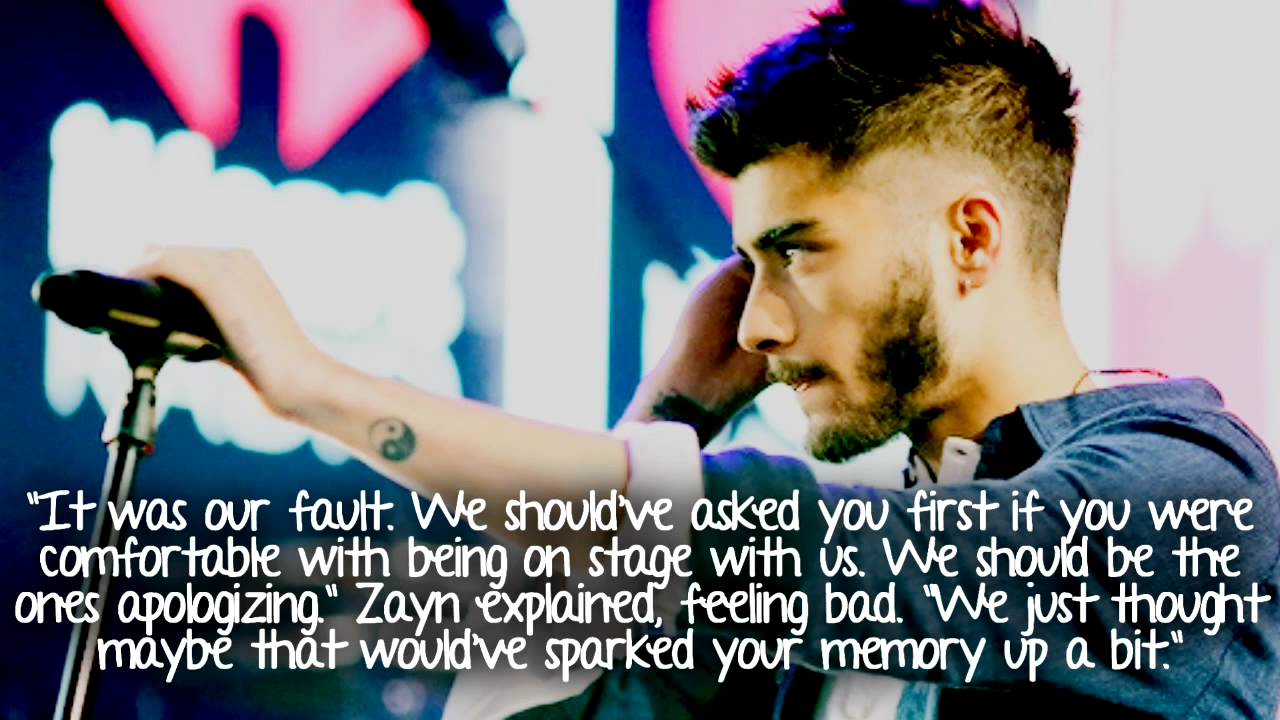 "It was our fault. We should've asked you first if you were
comfortable with being on stage with us. We should be the
ones apologizing." Zayn explained, feeling bad. "We just thought
maybe that would've sparked your memory up a bit."